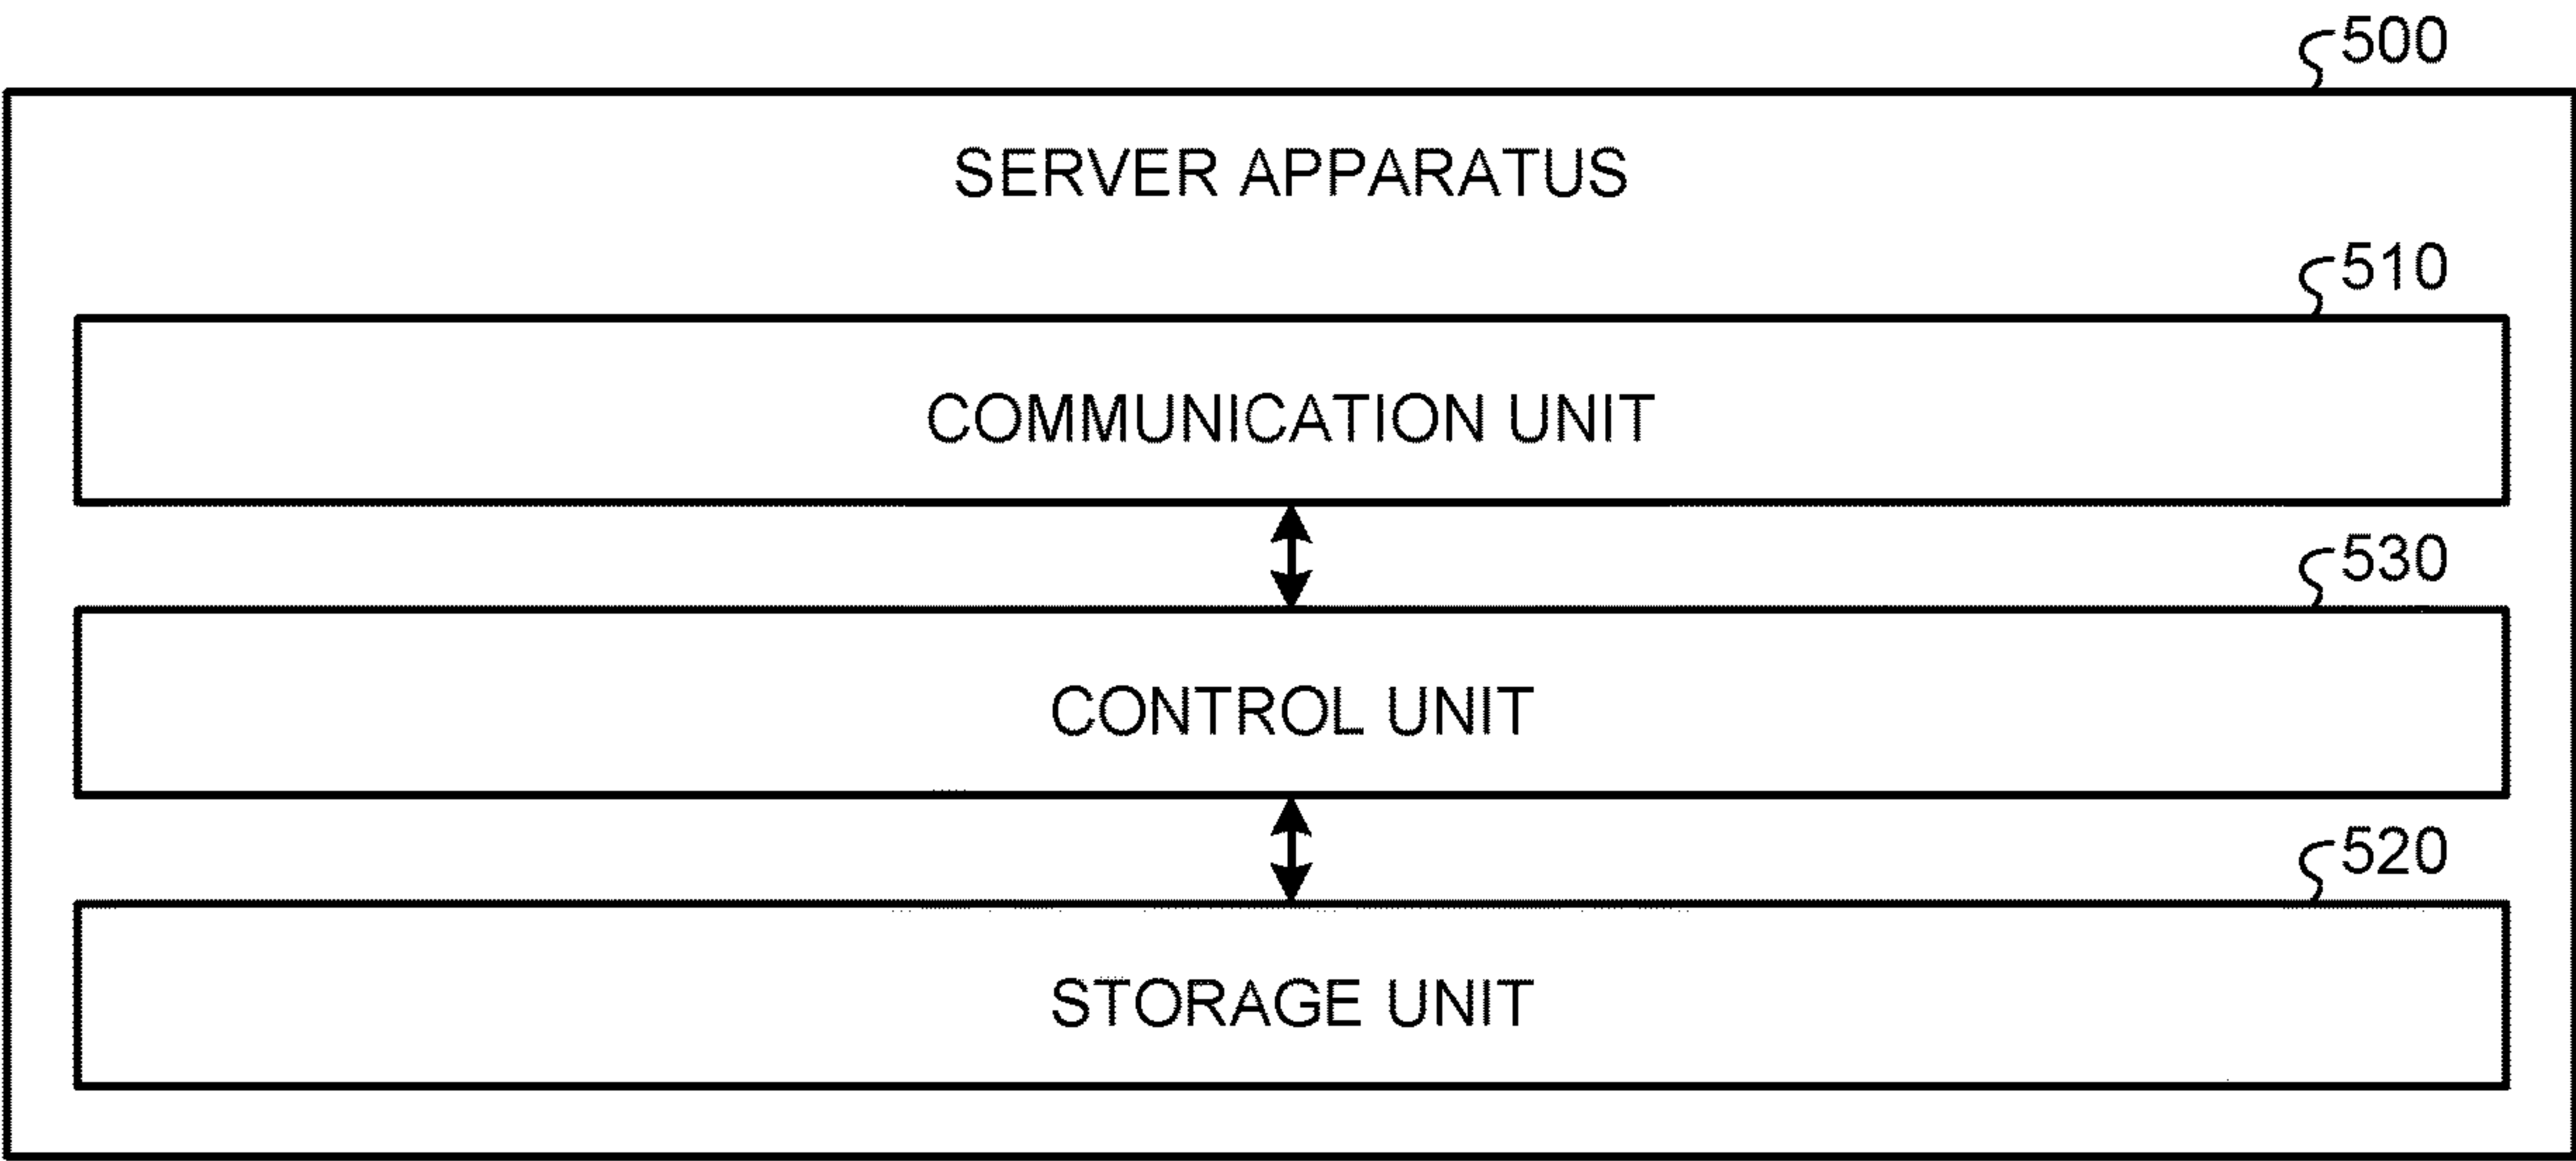 500
SERVER APPARATUS
510
COMMUNICATION UNIT
530
CONTROL UNIT
520
STORAGE UNIT